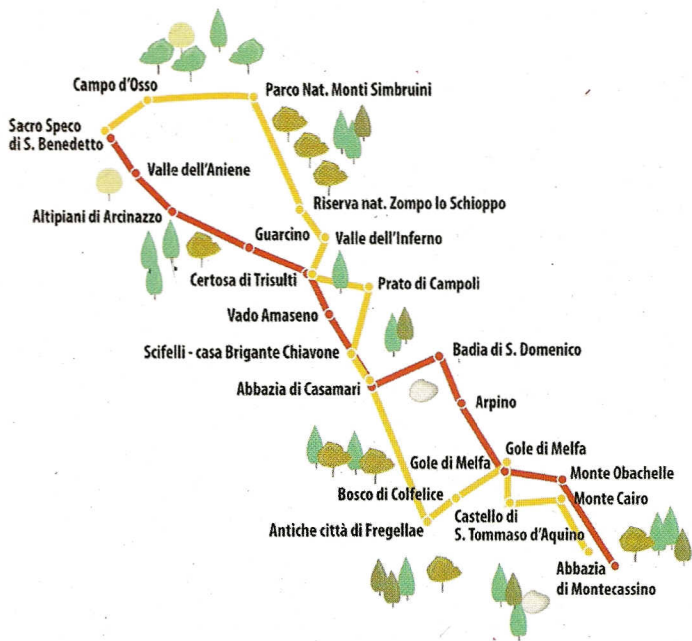 Campo d'Osso
Parco Nat. Monti Simbruini
Sacro Speco
di S. Benedetto
Valle dell'Aniene
Altipiani di Arcinazzo
Riserva nat. Zompo lo Schioppo
Guarcino
Valle dell'Inferno
Certosa di Trisulti
Prato di Campoli
Vado Amaseno
Scifelli - casa Brigante Chiavone
Badia di S. Domenico
Abbazia di Casamari
Arpino
Gole di Melfa
Gole di Melfa
Monte Obachelle
Bosco di Colfelice
Monte Cairo
Castello di
S. Tommaso d'Aquino
Antiche città di Fregellae
Abbazia
di Montecassino